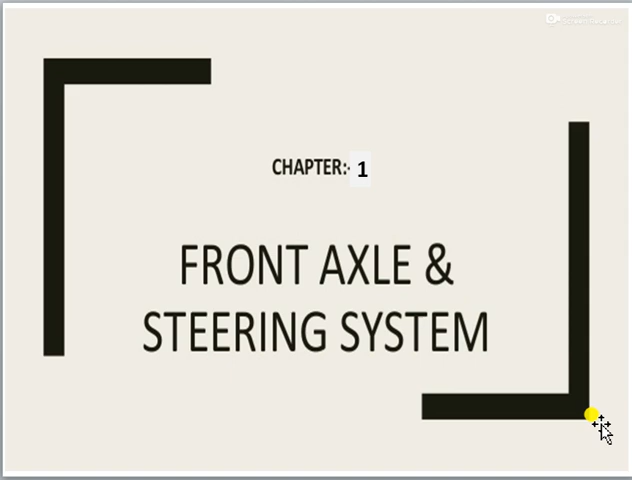 CHAPTER:- 1
FRONT AXLE &
STEERING SYSTEM